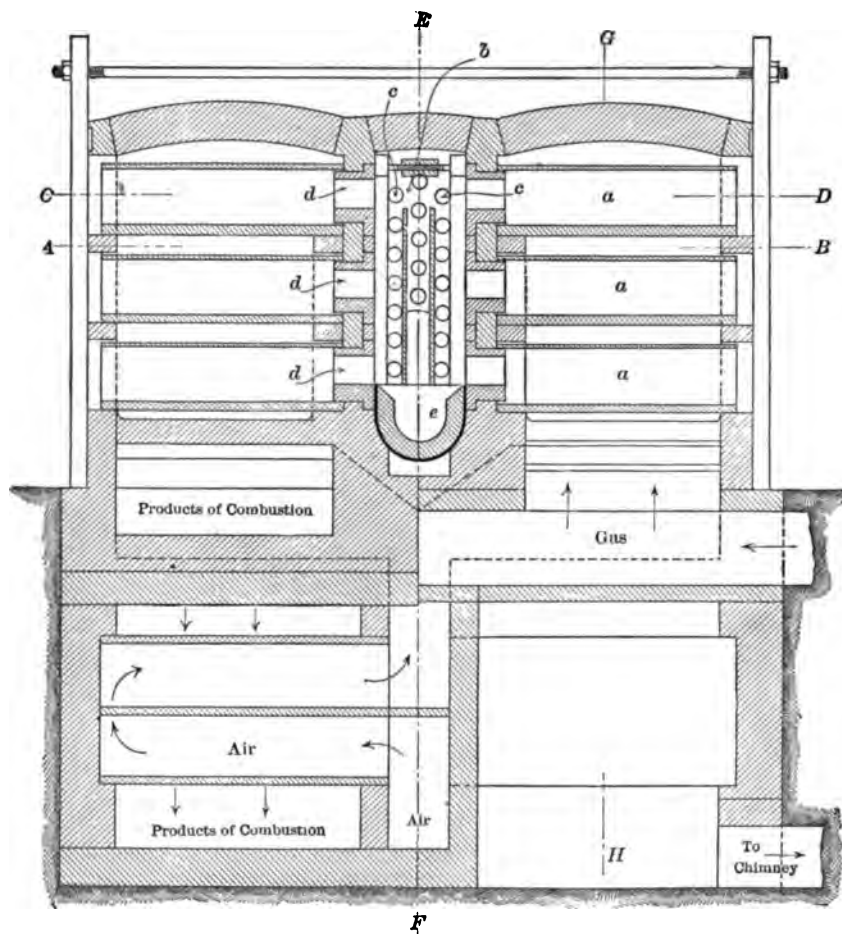 E
b
G
c
C
d
c
a
D
A
B
d
a
d
a
e
Products of Combustion
Gas
Air
Products of Combustion
Air
H
To
Chimney
F